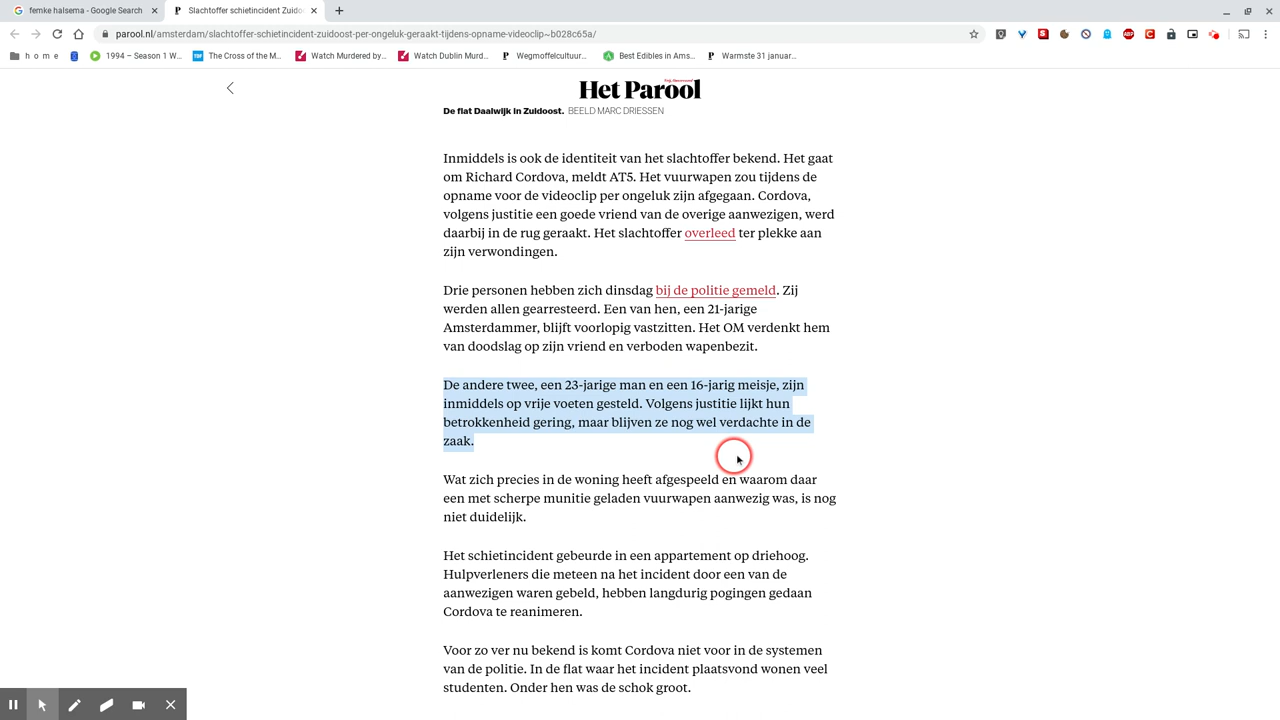 femke halsema - Google Search
Slachtoffer schietincident Zuido
parool.nl/amsterdam/slachtoffer-schietincident-zuidoost-per-ongeluk-geraakt-tijdens-opname-videoclip~b028c65a/
h o m e
1994 – Season 1 W...
The Cross of the M...
Watch Murdered by...
Watch Dublin Murd...
Wegmoffelcultuur...
Best Edibles in Ams...
Warmste 31 januar...
Het Parool
De flat Daalwijk in Zuidoost. BEELD MARC DRIESSEN
Inmiddels is ook de identiteit van het slachtoffer bekend. Het gaat
om Richard Cordova, meldt AT5. Het vuurwapen zou tijdens de
opname voor de videoclip per ongeluk zijn afgegaan. Cordova,
volgens justitie een goede vriend van de overige aanwezigen, werd
daarbij in de rug geraakt. Het slachtoffer overleed ter plekke aan
zijn verwondingen.
Drie personen hebben zich dinsdag bij de politie gemeld. Zij
werden allen gearresteerd. Een van hen, een 21-jarige
Amsterdammer, blijft voorlopig vastzitten. Het OM verdenkt hem
van doodslag op zijn vriend en verboden wapenbezit.
De andere twee, een 23-jarige man en een 16-jarig meisje, zijn
inmiddels op vrije voeten gesteld. Volgens justitie lijkt hun
betrokkenheid gering, maar blijven ze nog wel verdachte in de
zaak.
Wat zich precies in de woning heeft afgespeeld en waarom daar
een met scherpe munitie geladen vuurwapen aanwezig was, is nog
niet duidelijk.
Het schietincident gebeurde in een appartement op driehoog.
Hulpverleners die meteen na het incident door een van de
aanwezigen waren gebeld, hebben langdurig pogingen gedaan
Cordova te reanimeren.
Voor zo ver nu bekend is komt Cordova niet voor in de systemen
van de politie. In de flat waar het incident plaatsvond wonen veel
studenten. Onder hen was de schok groot.